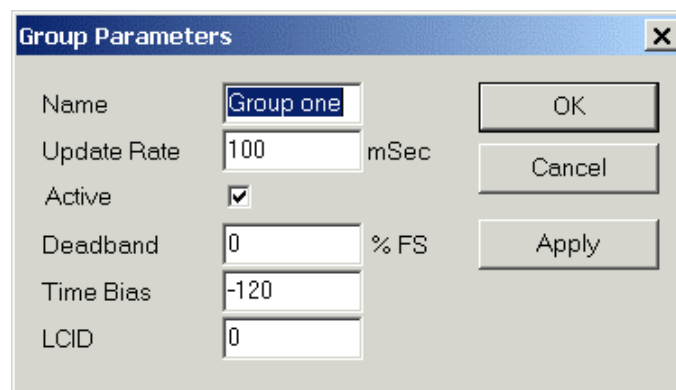 Group Parameters
Name Group one OK
Update Rate 100 mSec
Cancel
Active
Deadband 0 % FS Apply
Time Bias -120
LCID 0